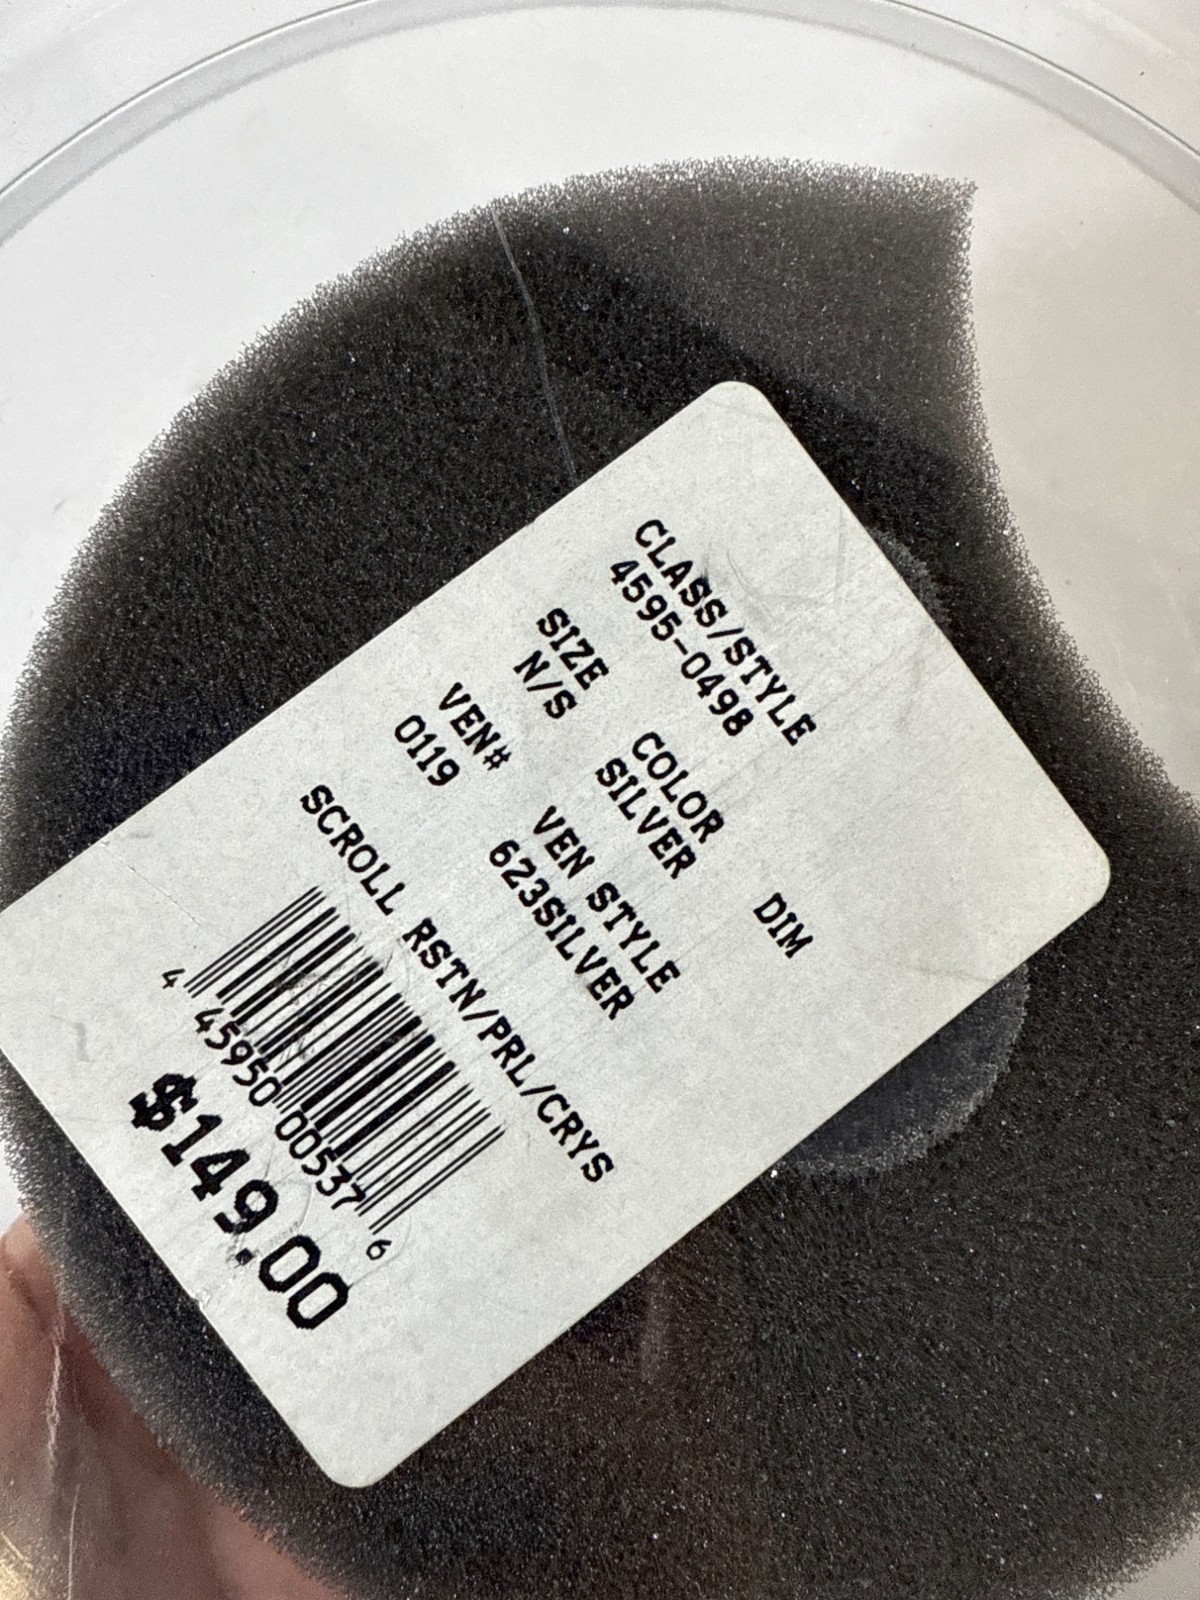 CLASS/STYLE
4595-0498
SIZE COLOR DIM
N/S SILVER
VEN# VEN STYLE
0119 623SILVER
SCROLL RSTN/PRL/CRYS
4 45950 00537 6
$149.00